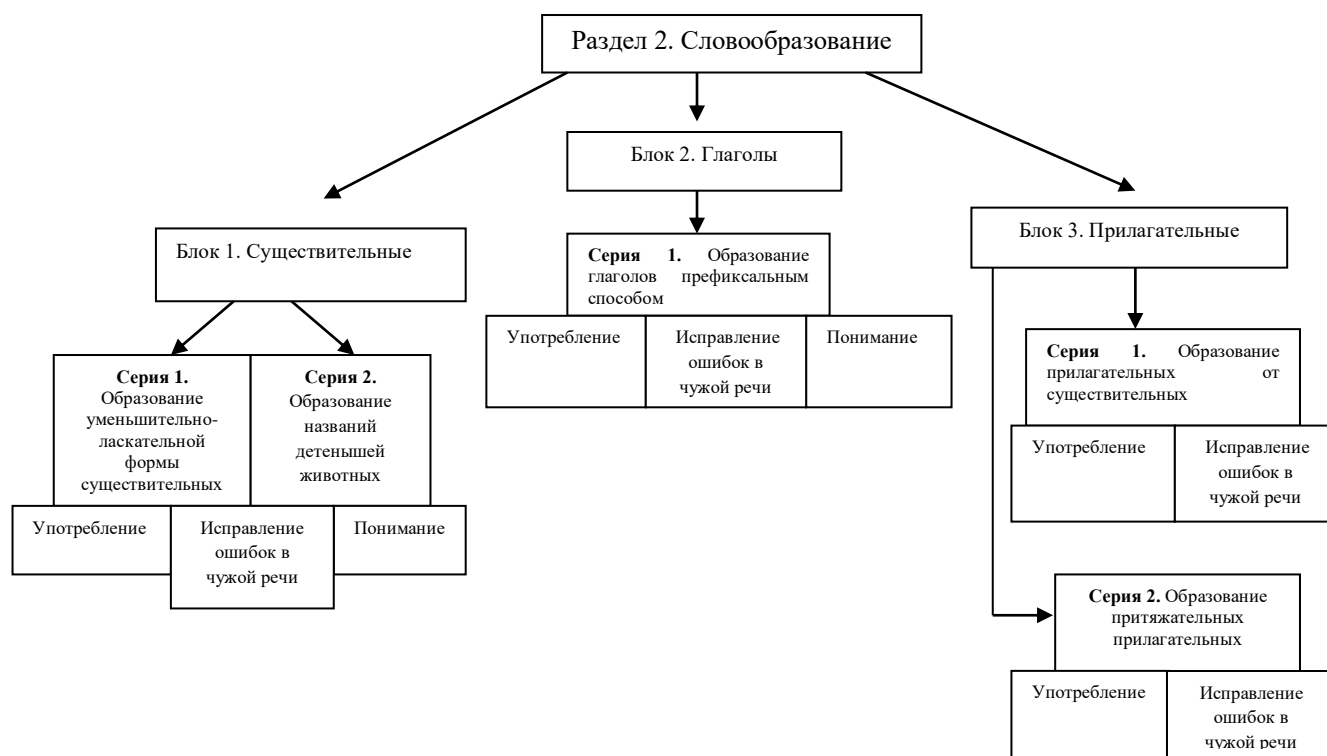 Раздел 2. Словообразование
Блок 2. Глаголы
Блок 1. Существительные
Блок 3. Прилагательные
Серия 1. Образование
глаголов префиксальным
способом
Употребление
Исправление
ошибок в
чужой речи
Понимание
Серия 1.
Образование
уменьшительно-
ласкательной
формы
существительных
Серия 2.
Образование
названий
детенышей
животных
Употребление
Исправление
ошибок в
чужой речи
Понимание
Серия 1. Образование
прилагательных от
существительных
Употребление
Исправление
ошибок в
чужой речи
Серия 2. Образование
притяжательных
прилагательных
Употребление
Исправление
ошибок в
чужой речи